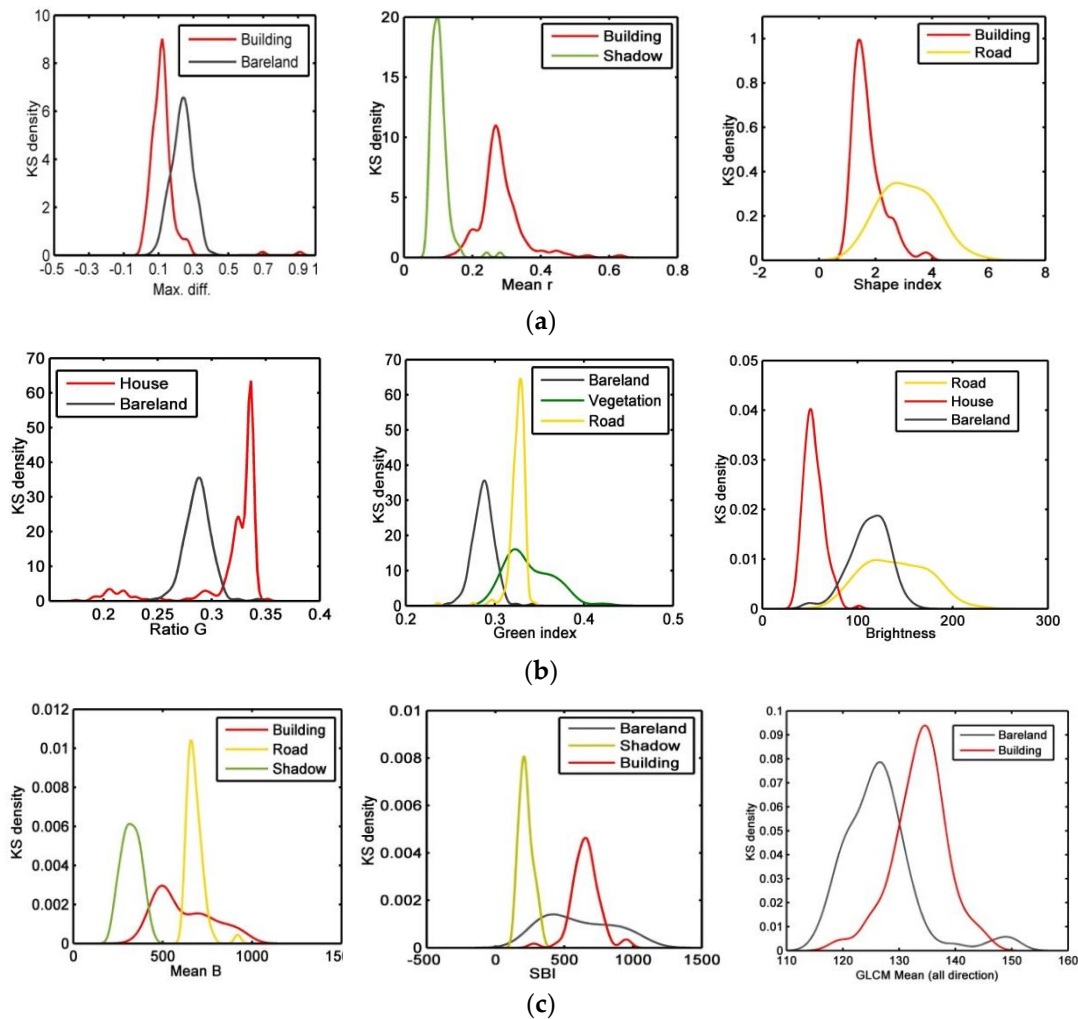 10
8
6
4
2
0
KS density
Building
Bareland
-0.5 -0.3 -0.1 0.1 0.3 0.5 0.7 0.9 1
Max. diff.
20
15
10
5
0
KS density
Building
Shadow
0 0.2 0.4 0.6 0.8
Mean r
1
0.8
0.6
0.4
0.2
0
KS density
Building
Road
-2 0 2 4 6 8
Shape index
(a)
70
60
50
40
30
20
10
KS density
House
Bareland
0.2 0.25 0.3 0.35 0.4
Ratio G
70
60
50
40
30
20
10
0
KS density
Bareland
Vegetation
Road
0.2 0.3 0.4 0.5
Green index
0.05
0.04
0.03
0.02
0.01
0
KS density
Road
House
Bareland
0 100 200 300
Brightness
(b)
0.012
0.01
0.008
0.006
0.004
0.002
0
KS density
Building
Road
Shadow
0 500 1000
Mean B
0.01
0.008
0.006
0.004
0.002
0
KS density
Bareland
Shadow
Building
-500 0 500 1000 1500
SBI
0.1
0.09
0.08
0.07
0.06
0.05
0.04
0.03
0.02
0.01
0
KS density
Bareland
Building
110 120 130 140 150 160
GLCM Mean (all direction)
(c)